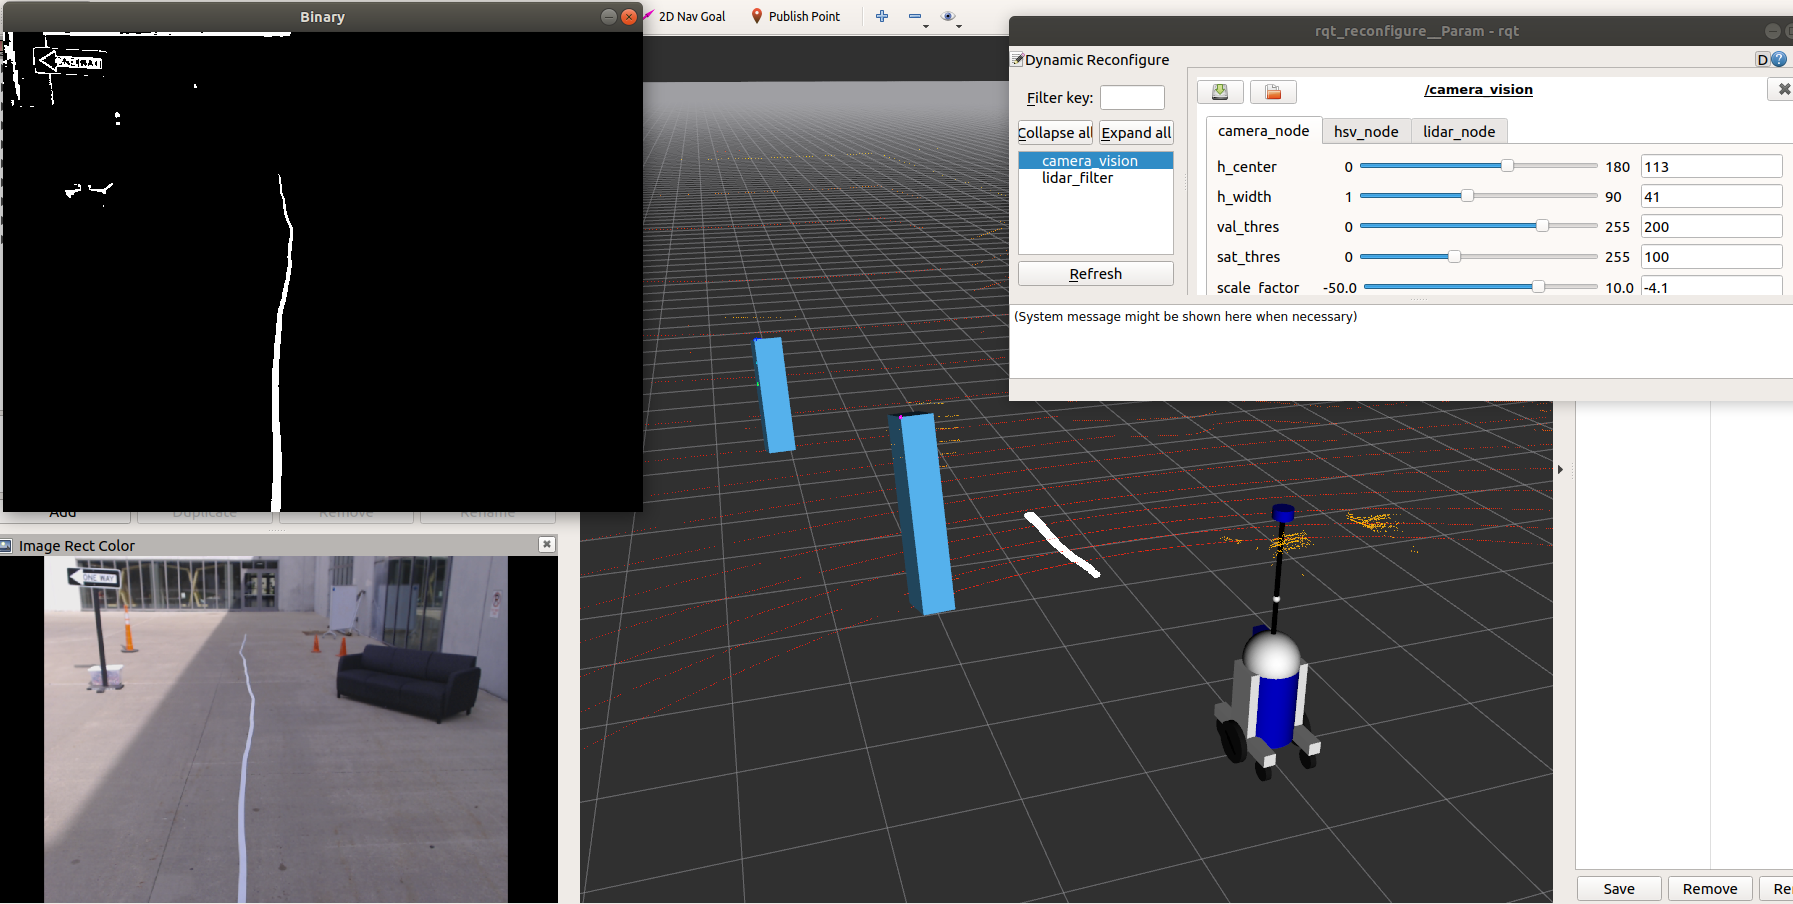 Binary
ONE WAY
2D Nav Goal
Publish Point
rqt_reconfigure__Param - rqt
Dynamic Reconfigure
D
?
Filter key:
Collapse all
Expand all
camera_vision
lidar_filter
Refresh
/camera_vision
camera_node
hsv_node
lidar_node
h_center 0 180 113
h_width 1 90 41
val_thres 0 255 200
sat_thres 0 255 100
scale_factor -50.0 10.0 -4.1
(System message might be shown here when necessary)
Add
Duplicate
Remove
Rename
Image Rect Color
ONE WAY
Save
Remove